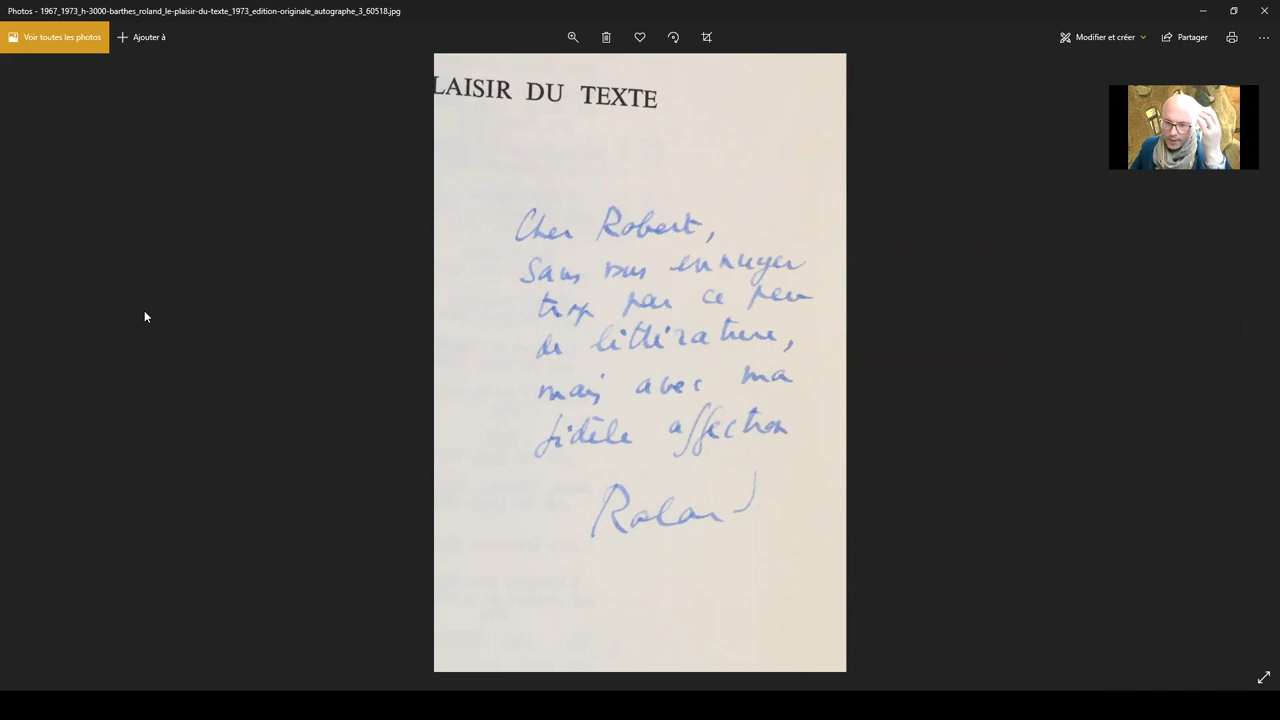 Photos - 1967_1973_h-3000-barthes_roland_le-plaisir-du-texte_1973_edition-originale_autographe_3_60518.jpg
Voir toutes les photos
Ajouter à
Modifier et créer
Partager
LAISIR DU TEXTE
Cher Robert,
Sans vous ennuyer
trop par ce peu
de littérature,
mais avec ma
fidèle affection
Roland